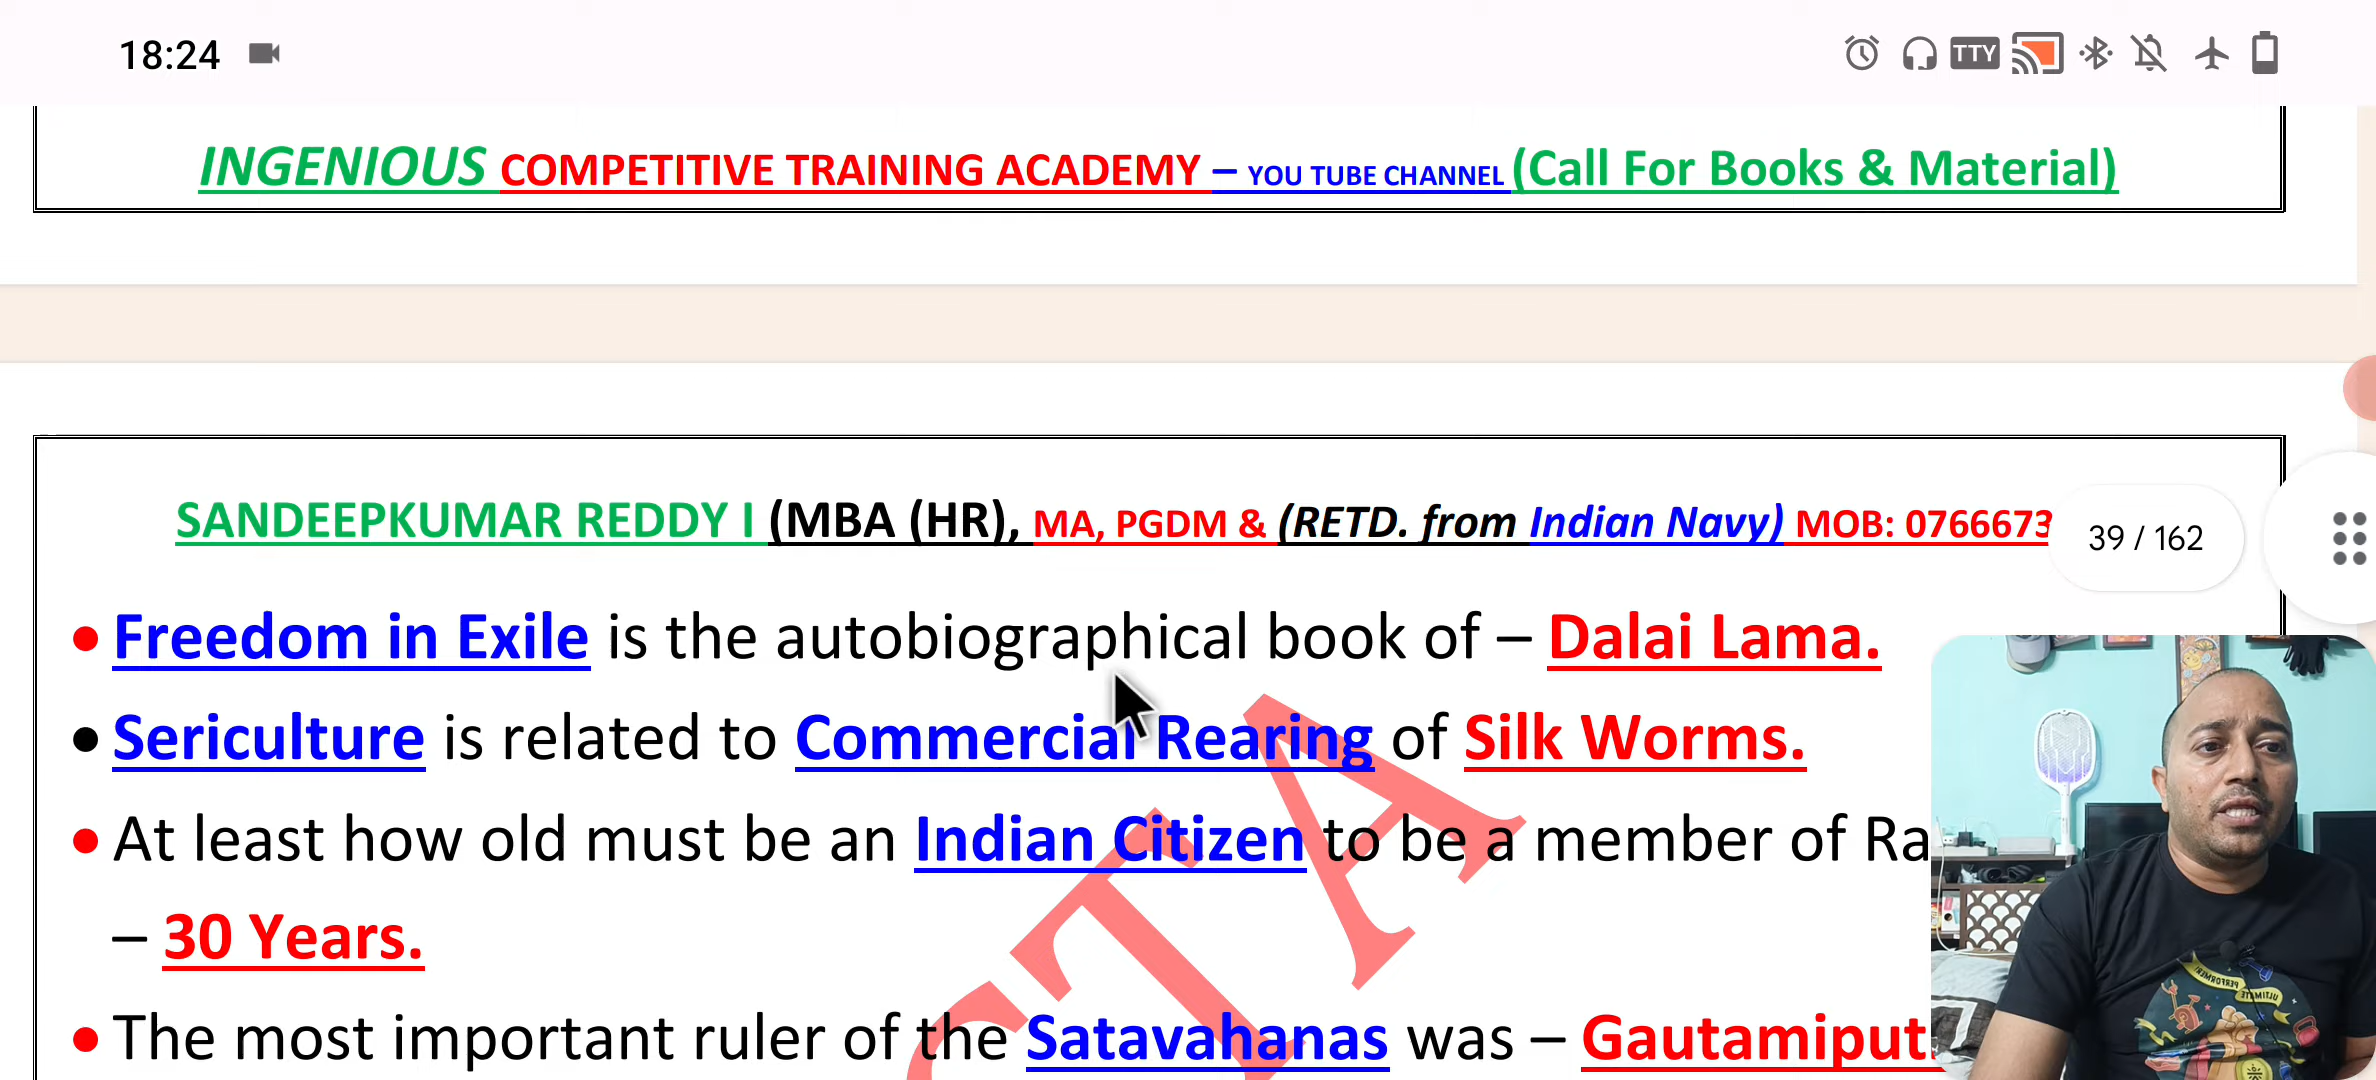 18:24
TTY
INGENIOUS COMPETITIVE TRAINING ACADEMY – YOU TUBE CHANNEL (Call For Books & Material)
SANDEEPKUMAR REDDY I (MBA (HR), MA, PGDM & (RETD. from Indian Navy) MOB: 0766673
39 / 162
• Freedom in Exile is the autobiographical book of – Dalai Lama.
• Sericulture is related to Commercial Rearing of Silk Worms.
• At least how old must be an Indian Citizen to be a member of Ra
– 30 Years.
• The most important ruler of the Satavahanas was – Gautamiput
CTA